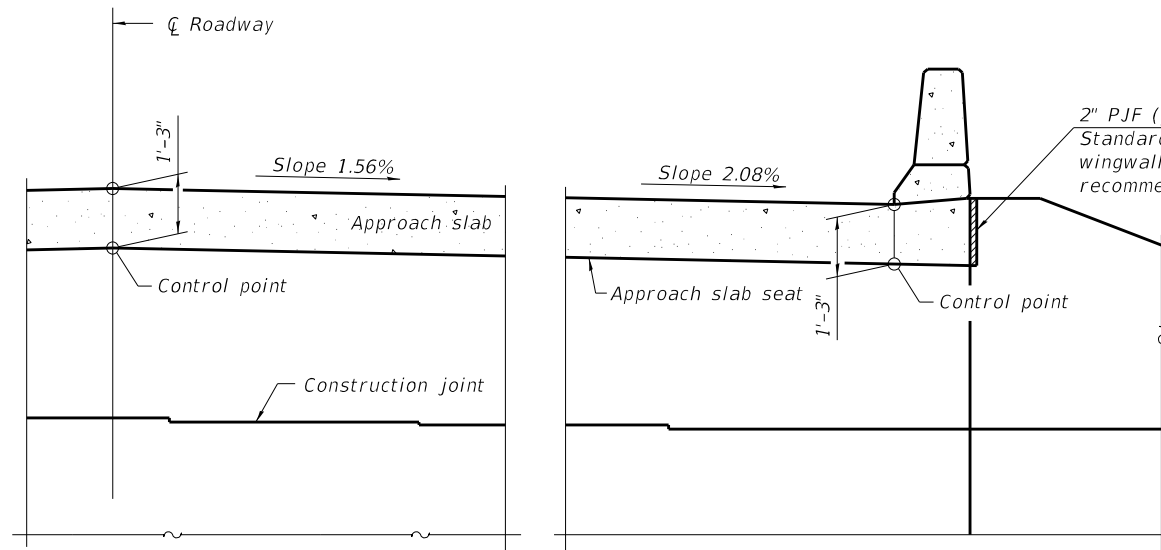 ℄ Roadway
1'-3"
Slope 1.56%
Approach slab
Control point
Construction joint
Slope 2.08%
2" PJF (
Standard
wingwall
recomme
Approach slab seat
1'-3"
Control point